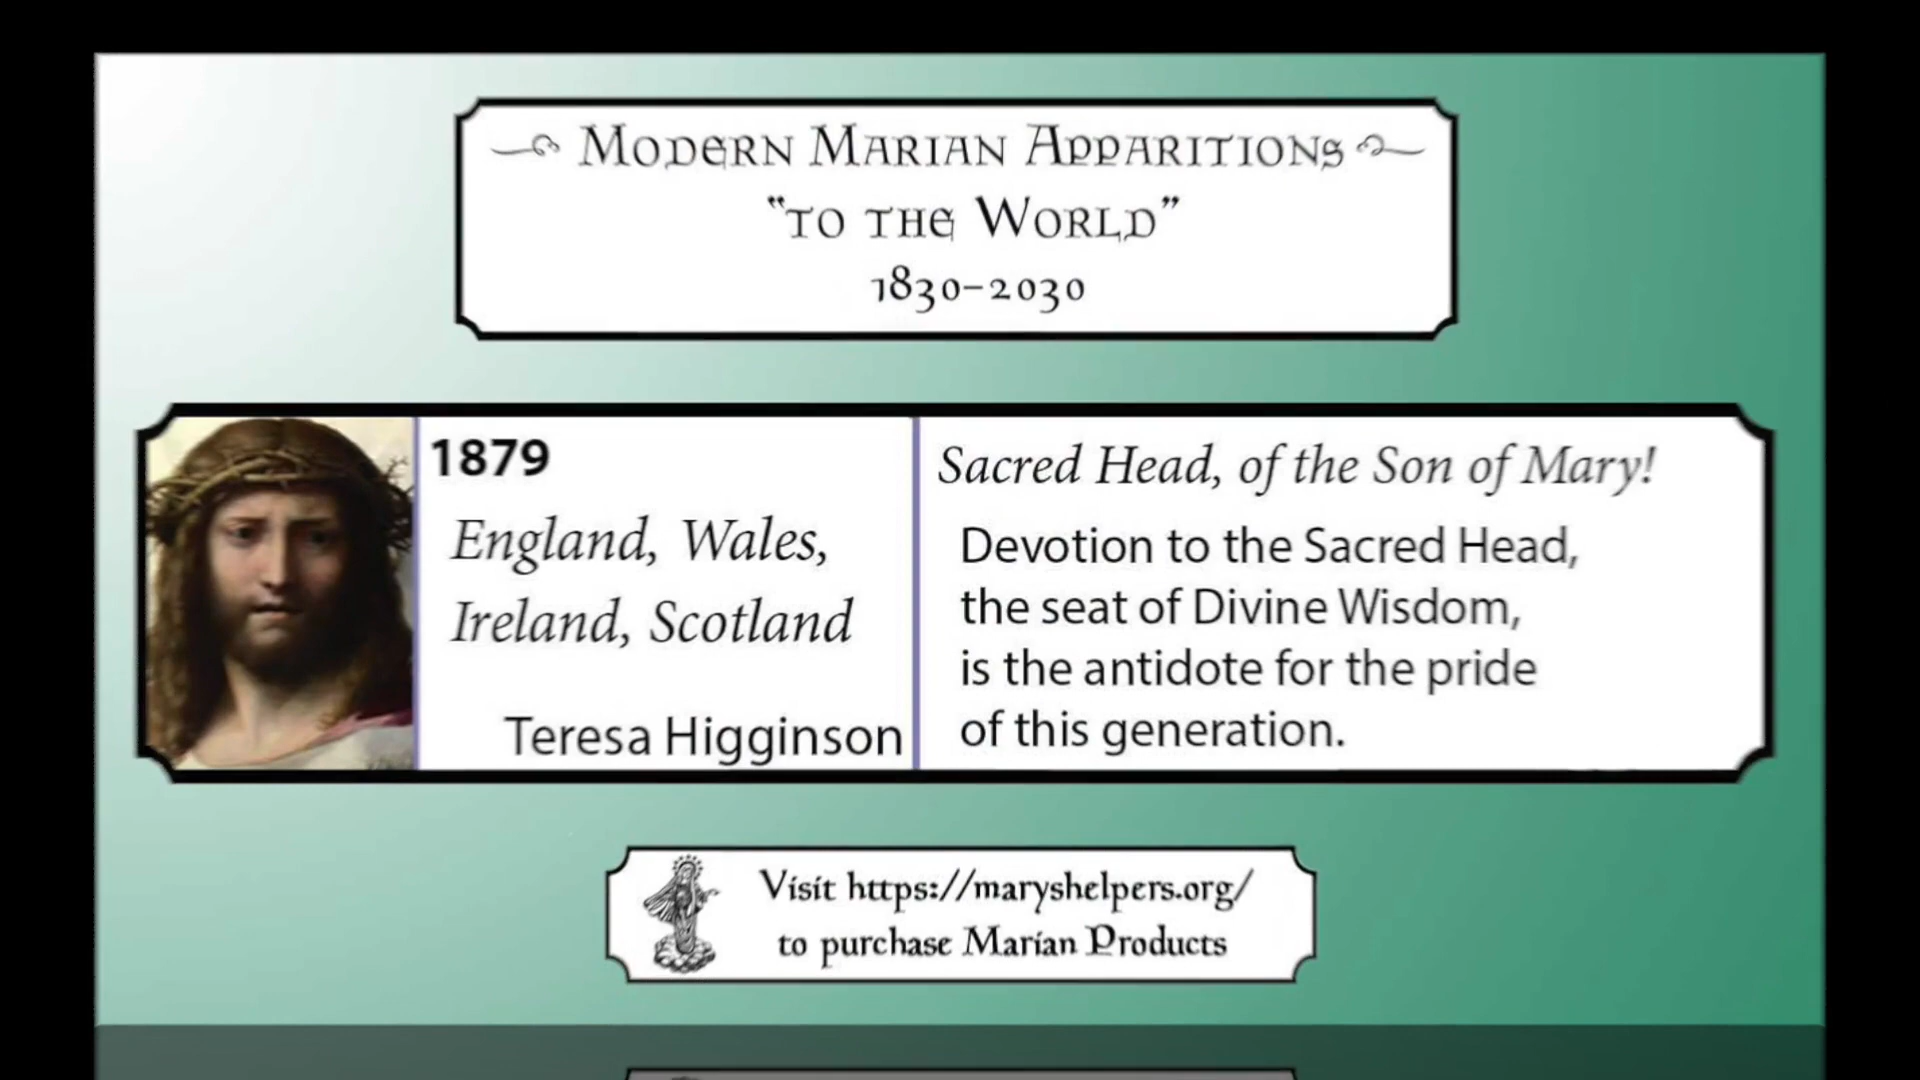 Modern Marian Apparitions
"to the World"
1830–2030
1879
England, Wales,
Ireland, Scotland
Teresa Higginson
Sacred Head, of the Son of Mary!
Devotion to the Sacred Head,
the seat of Divine Wisdom,
is the antidote for the pride
of this generation.
Visit https://maryshelpers.org/
to purchase Marian Products